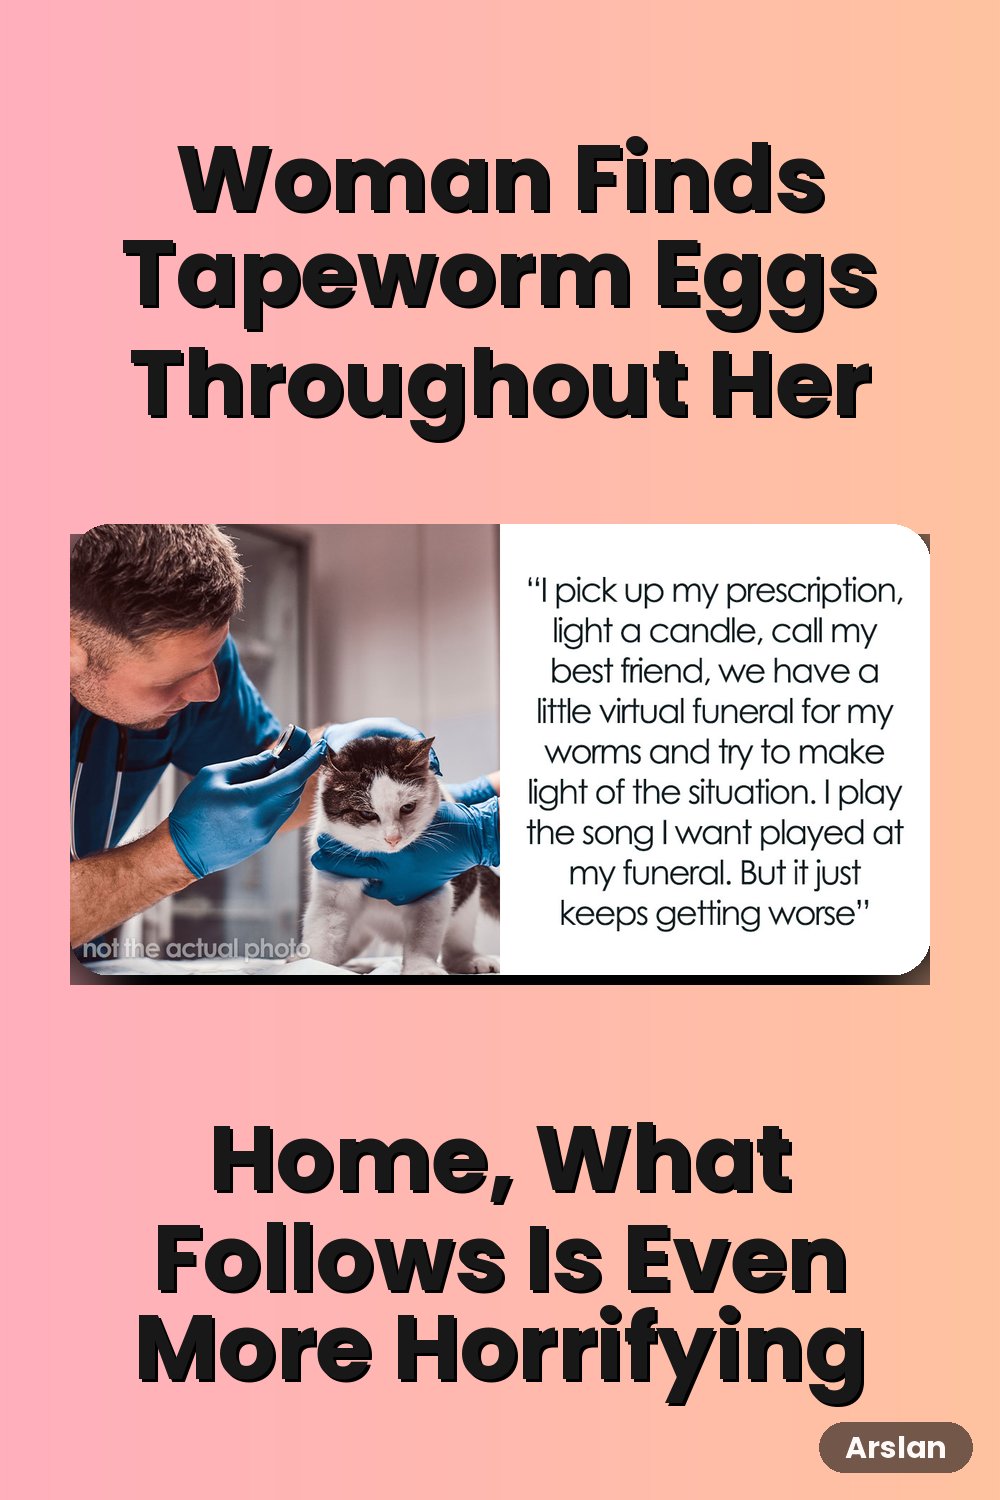 Woman Finds
Tapeworm Eggs
Throughout Her
“I pick up my prescription,
light a candle, call my
best friend, we have a
little virtual funeral for my
worms and try to make
light of the situation. I play
the song I want played at
my funeral. But it just
keeps getting worse”
not the actual photo
Home, What
Follows Is Even
More Horrifying
Arslan